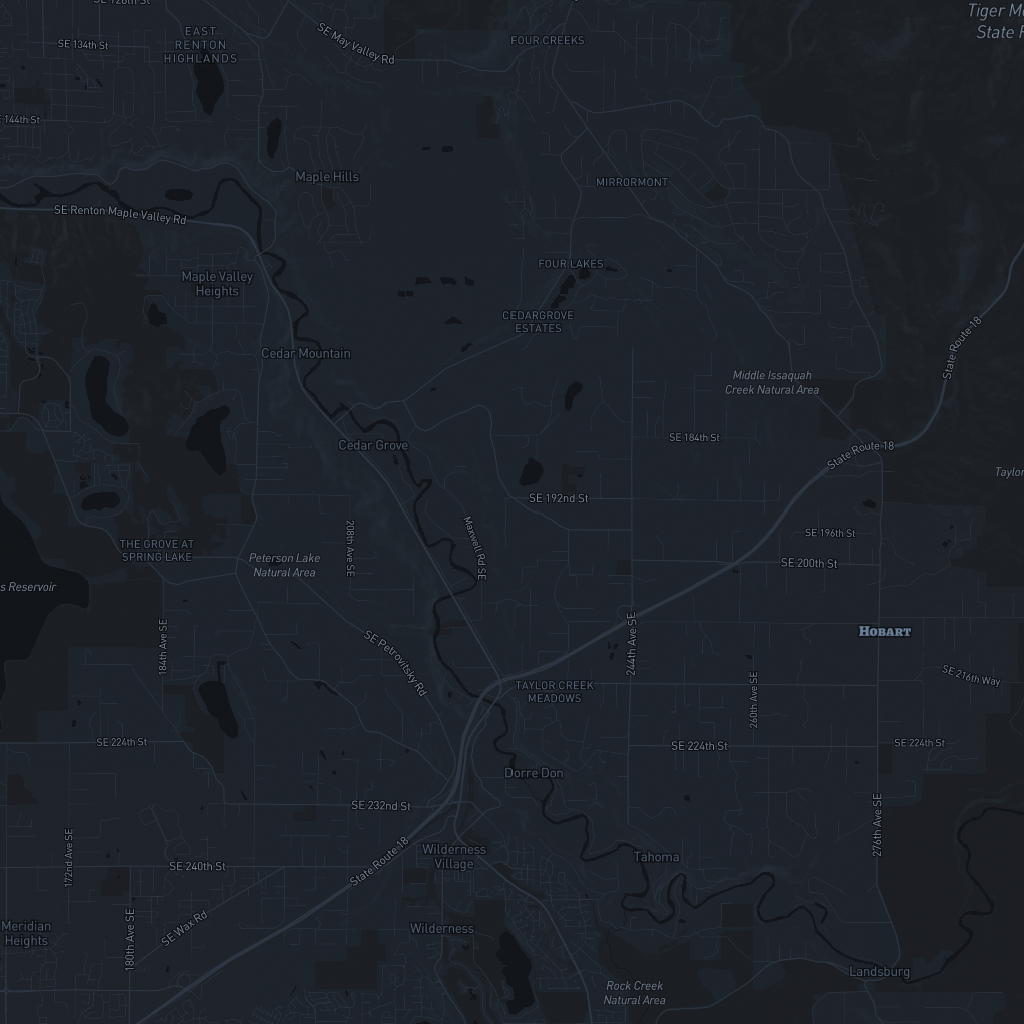 SE 128th St
Tiger M
State F
SE May Valley Rd
EAST
RENTON
HIGHLANDS
FOUR CREEKS
SE 134th St
SE 144th St
Maple Hills
MIRRORMONT
SE Renton Maple Valley Rd
FOUR LAKES
Maple Valley
Heights
CEDARGROVE
ESTATES
State Route 18
Cedar Mountain
Middle Issaquah
Creek Natural Area
SE 184th St
Cedar Grove
State Route 18
Taylor
SE 192nd St
Maxwell Rd SE
208th Ave SE
SE 196th St
THE GROVE AT
SPRING LAKE
Peterson Lake
Natural Area
SE 200th St
s Reservoir
Hobart
184th Ave SE
244th Ave SE
SE Petrovitsky Rd
SE 216th Way
TAYLOR CREEK
MEADOWS
260th Ave SE
SE 224th St
SE 224th St
SE 224th St
Dorre Don
SE 232nd St
276th Ave SE
172nd Ave SE
State Route 18
Wilderness
Village
Tahoma
SE 240th St
Meridian
Heights
180th Ave SE
SE Wax Rd
Wilderness
Landsburg
Rock Creek
Natural Area